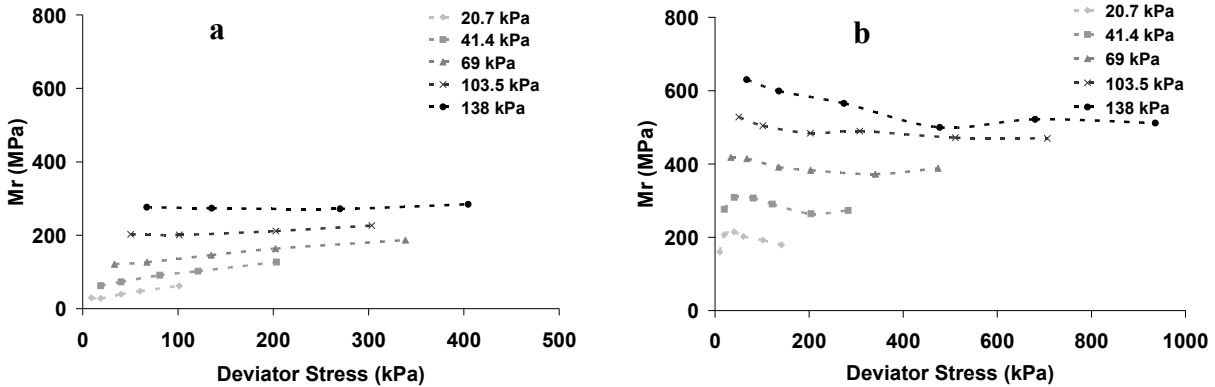 a
Mr (MPa)
800
600
400
200
0
0 100 200 300 400 500
Deviator Stress (kPa)
20.7 kPa
41.4 kPa
69 kPa
103.5 kPa
138 kPa
b
Mr (MPa)
800
600
400
200
0
0 200 400 600 800 1000
Deviator Stress (kPa)
20.7 kPa
41.4 kPa
69 kPa
103.5 kPa
138 kPa